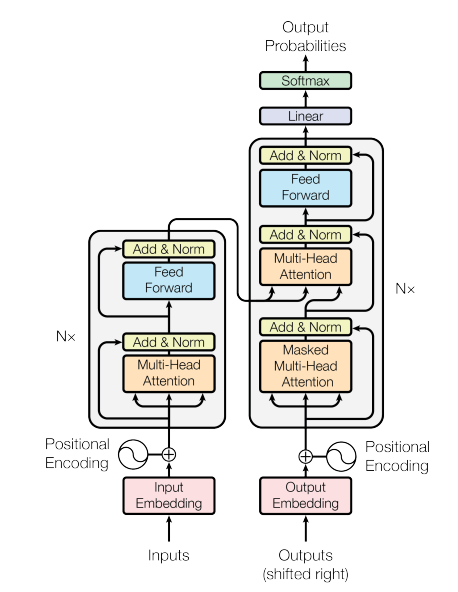 Output
Probabilities
Softmax
Linear
Add & Norm
Feed
Forward
Add & Norm
Multi-Head
Attention
Add & Norm
Masked
Multi-Head
Attention
N×
Add & Norm
Feed
Forward
Add & Norm
Multi-Head
Attention
N×
Positional
Encoding
Positional
Encoding
Input
Embedding
Output
Embedding
Inputs
Outputs
(shifted right)